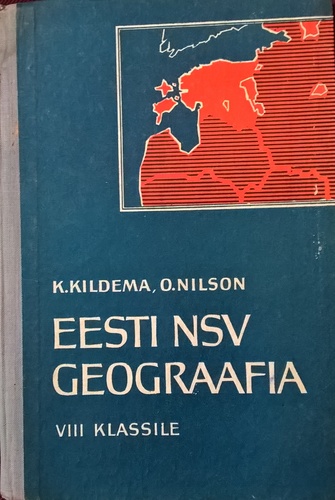 K.KILDEMA, O.NILSON
EESTI NSV
GEOGRAAFIA
VIII KLASSILE